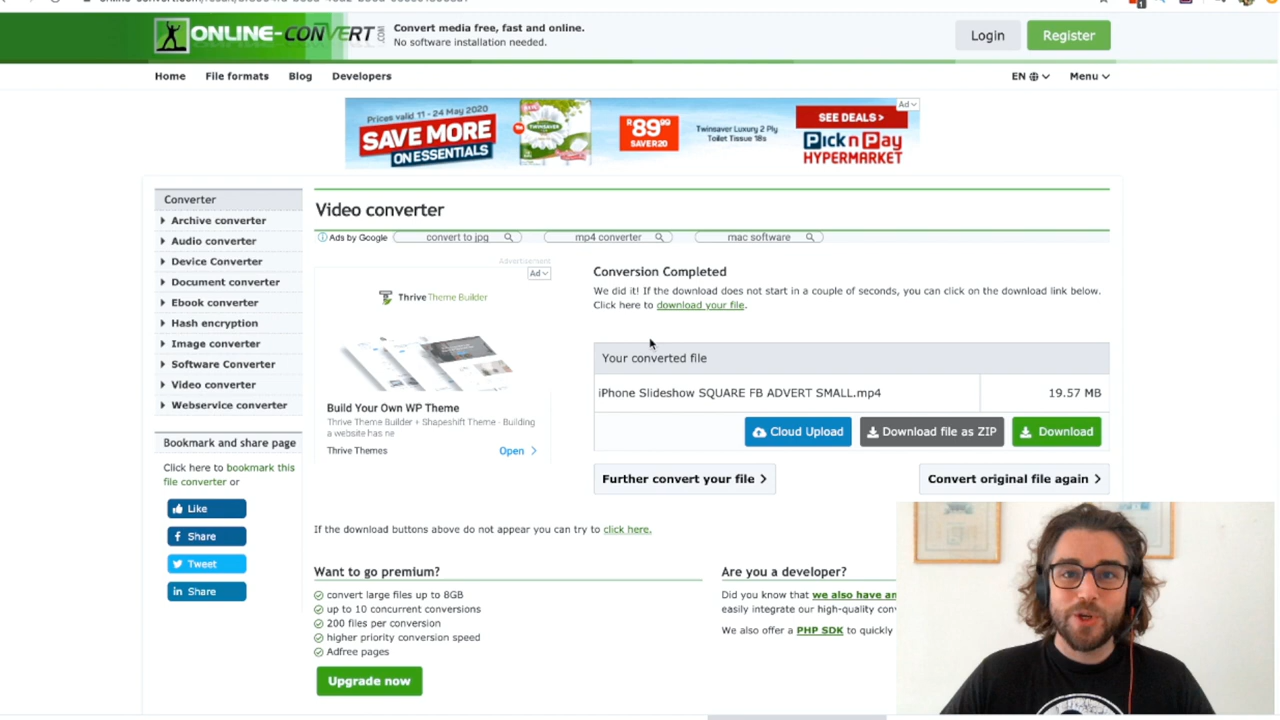 ONLINE-CONVERT.COM
Convert media free, fast and online.
No software installation needed.
Login
Register
Home
File formats
Blog
Developers
EN
Menu
Prices valid 11 - 24 May 2020
SAVE MORE
ON ESSENTIALS
R89⁹⁹
SAVER20
Twinsaver Luxury 2 Ply
Toilet Tissue 18s
SEE DEALS >
Pick n Pay
HYPERMARKET
Ad
Converter
Archive converter
Audio converter
Device Converter
Document converter
Ebook converter
Hash encryption
Image converter
Software Converter
Video converter
Webservice converter
Bookmark and share page
Click here to bookmark this
file converter or
Like
Share
Tweet
Share
Video converter
Ads by Google
convert to jpg
mp4 converter
mac software
Advertisement
Ad
Thrive Theme Builder
Build Your Own WP Theme
Thrive Theme Builder + Shapeshift Theme - Building
a website has ne
Thrive Themes
Open
Conversion Completed
We did it! If the download does not start in a couple of seconds, you can click on the download link below.
Click here to download your file.
Your converted file
iPhone Slideshow SQUARE FB ADVERT SMALL.mp4
19.57 MB
Cloud Upload
Download file as ZIP
Download
Further convert your file
Convert original file again
If the download buttons above do not appear you can try to click here.
Want to go premium?
convert large files up to 8GB
up to 10 concurrent conversions
200 files per conversion
higher priority conversion speed
Adfree pages
Upgrade now
Are you a developer?
Did you know that we also have an
easily integrate our high-quality con
We also offer a PHP SDK to quickly